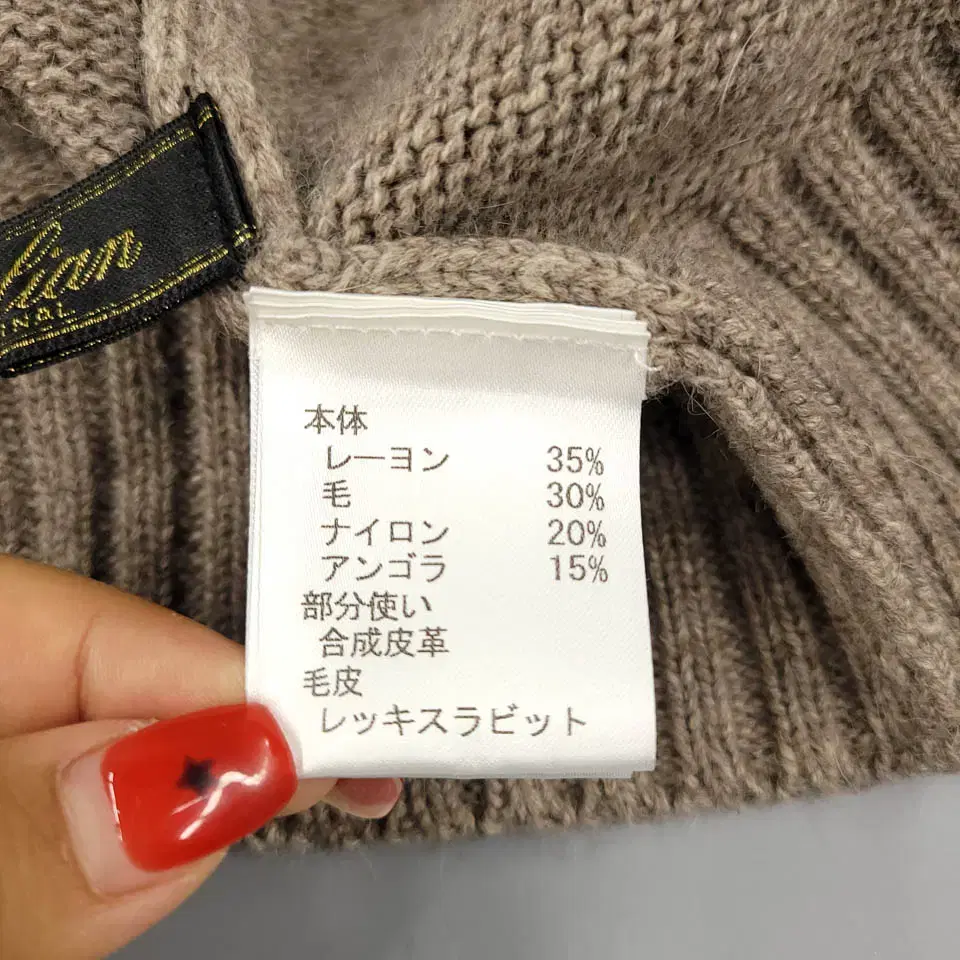 本体
レーヨン 35%
毛 30%
ナイロン 20%
アンゴラ 15%
部分使い
合成皮革
毛皮
レッキスラビット